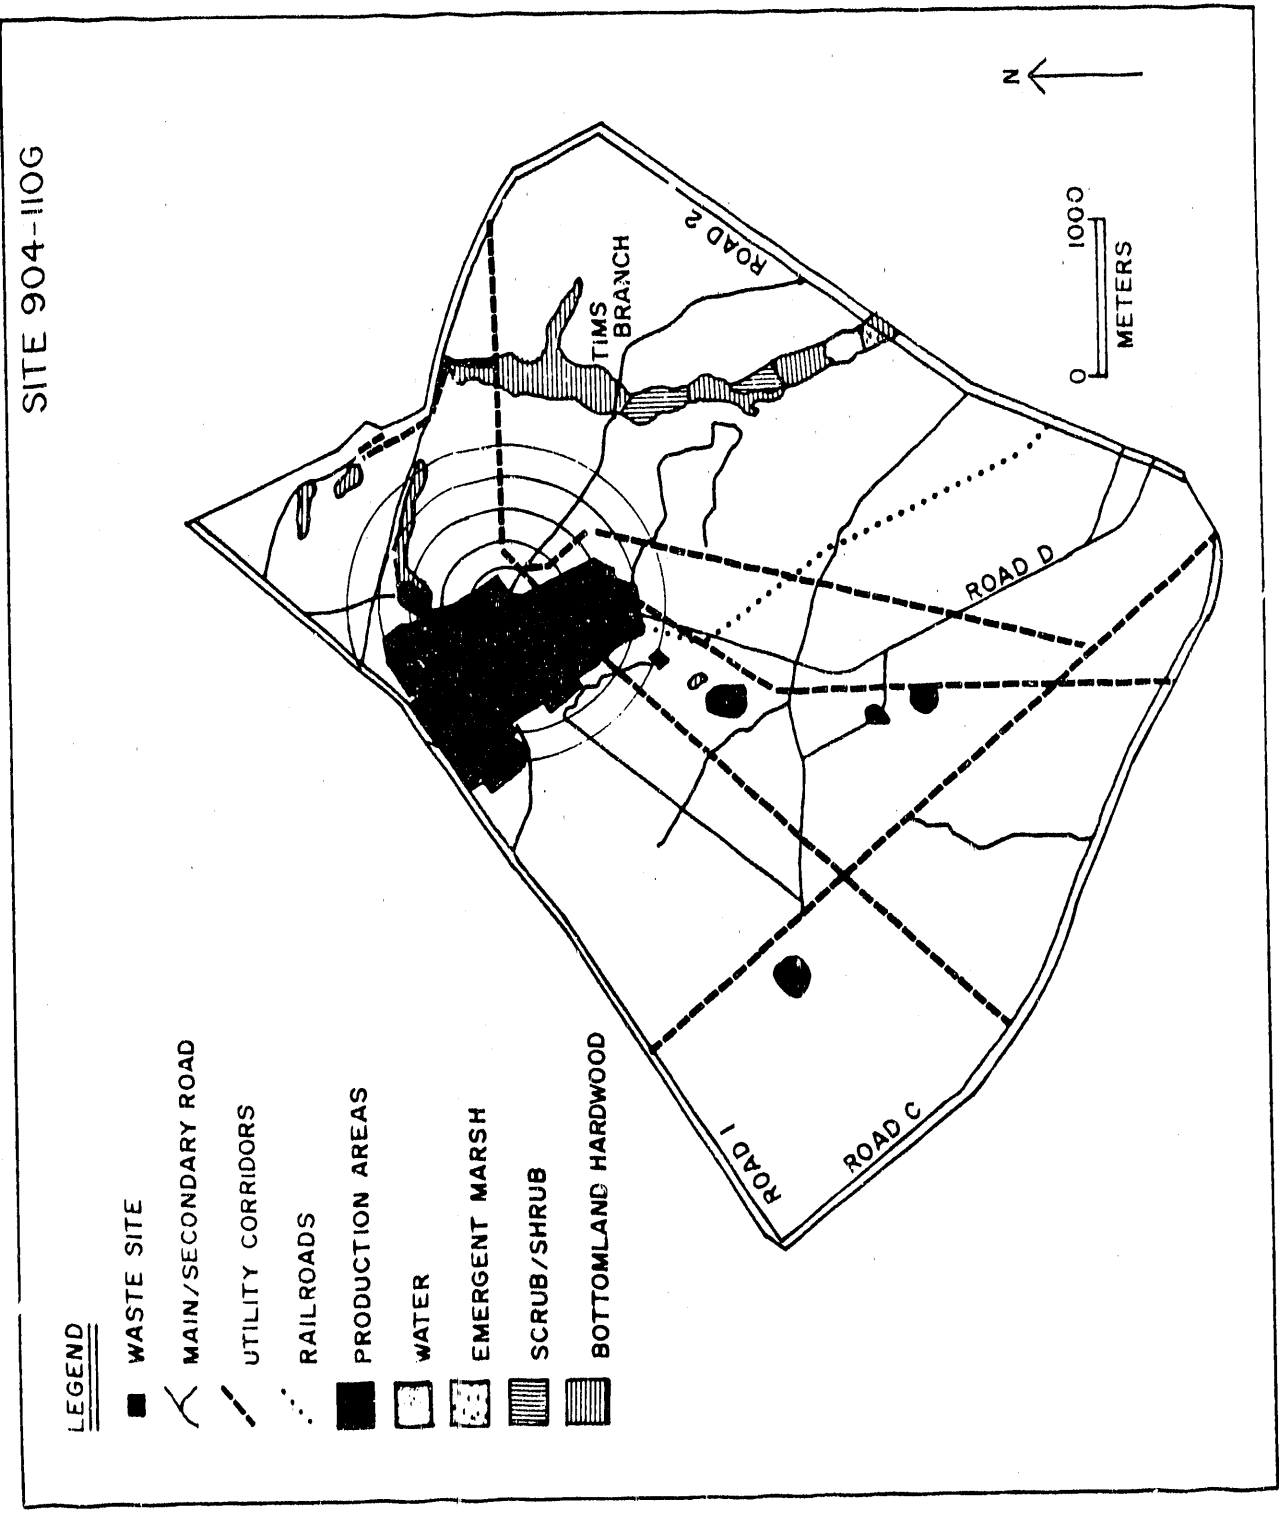 SITE 904-110G
LEGEND
WASTE SITE
MAIN/SECONDARY ROAD
UTILITY CORRIDORS
RAILROADS
PRODUCTION AREAS
WATER
EMERGENT MARSH
SCRUB/SHRUB
BOTTOMLAND HARDWOOD
TIMS
BRANCH
ROAD 2
ROAD D
ROAD 1
ROAD C
N
0 1000
METERS